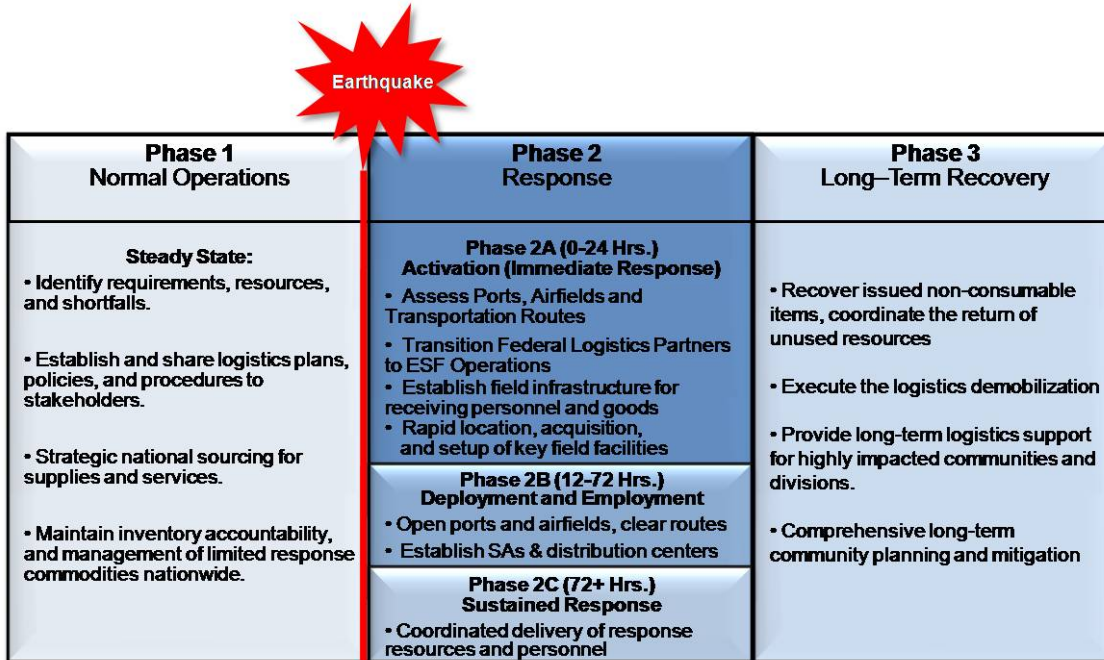 Earthquake
Phase 1
Normal Operations
Steady State:
• Identify requirements, resources,
and shortfalls.
• Establish and share logistics plans,
policies, and procedures to
stakeholders.
• Strategic national sourcing for
supplies and services.
• Maintain inventory accountability,
and management of limited response
commodities nationwide.
Phase 2
Response
Phase 2A (0-24 Hrs.)
Activation (Immediate Response)
• Assess Ports, Airfields and
Transportation Routes
• Transition Federal Logistics Partners
to ESF Operations
• Establish field infrastructure for
receiving personnel and goods
• Rapid location, acquisition,
and setup of key field facilities
Phase 2B (12-72 Hrs.)
Deployment and Employment
• Open ports and airfields, clear routes
• Establish SAs & distribution centers
Phase 2C (72+ Hrs.)
Sustained Response
• Coordinated delivery of response
resources and personnel
Phase 3
Long–Term Recovery
• Recover issued non-consumable
items, coordinate the return of
unused resources
• Execute the logistics demobilization
• Provide long-term logistics support
for highly impacted communities and
divisions.
• Comprehensive long-term
community planning and mitigation